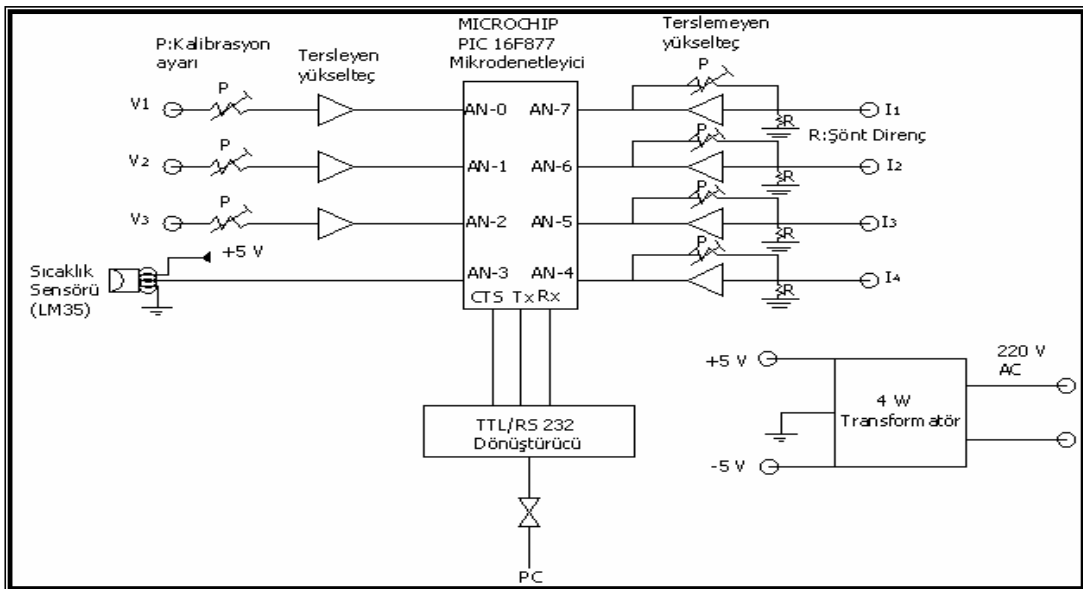 MICROCHIP
PIC 16F877
Mikrodenetleyici
P:Kalibrasyon
ayarı
Tersleyen
yükselteç
Terslemeyen
yükselteç
V1
P
AN-0
AN-7
P
R
I1
R:Şönt Direnç
V2
P
AN-1
AN-6
P
R
I2
V3
P
AN-2
AN-5
P
R
I3
+5 V
Sıcaklık
Sensörü
(LM35)
AN-3
AN-4
P
R
I4
CTS Tx Rx
TTL/RS 232
Dönüştürücü
PC
+5 V
-5 V
4 W
Transformatör
220 V
AC